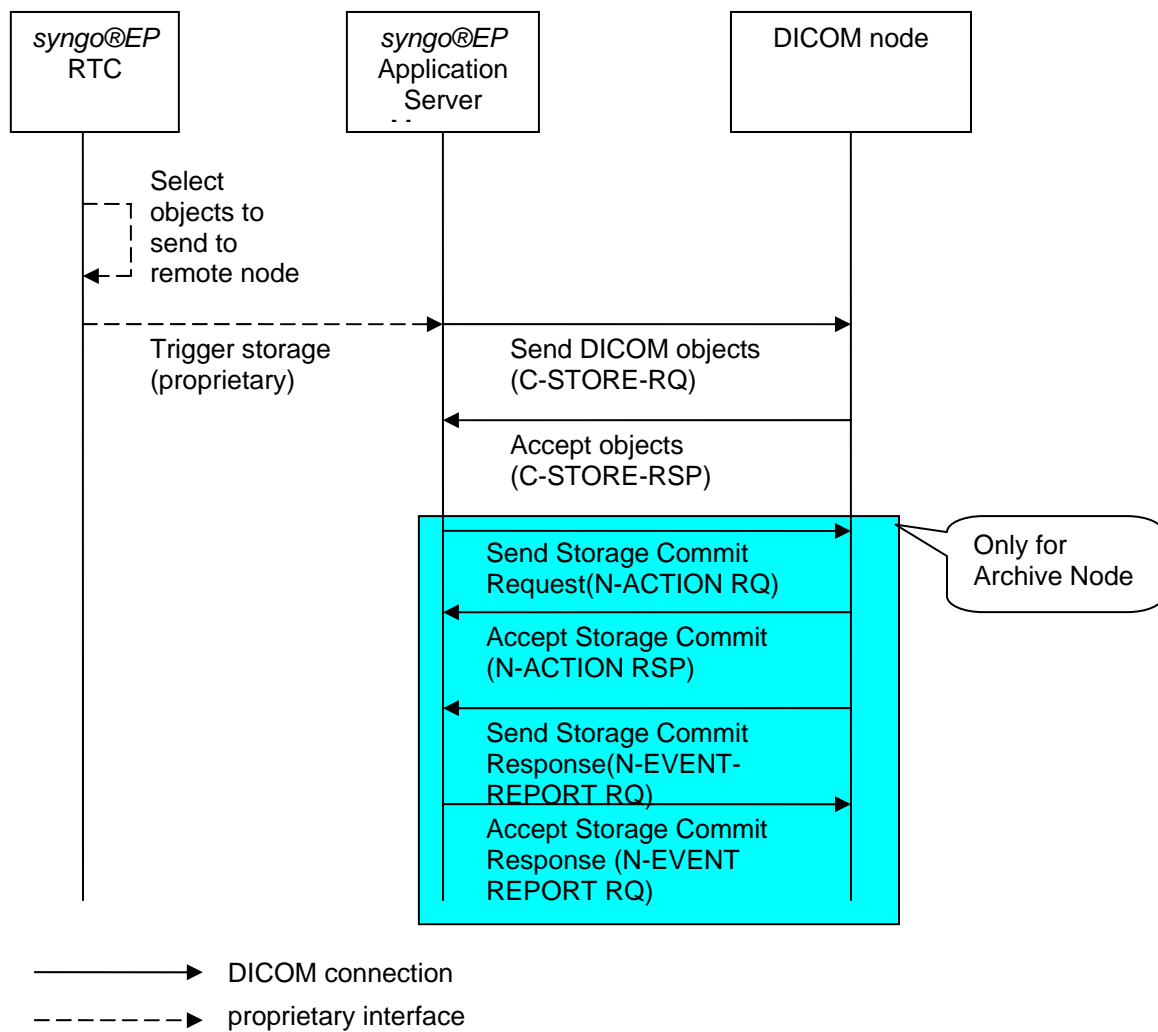 syngo®EP
RTC
syngo®EP
Application
Server
DICOM node
Select
objects to
send to
remote node
Trigger storage
(proprietary)
Send DICOM objects
(C-STORE-RQ)
Accept objects
(C-STORE-RSP)
Only for
Archive Node
Send Storage Commit
Request(N-ACTION RQ)
Accept Storage Commit
(N-ACTION RSP)
Send Storage Commit
Response(N-EVENT-
REPORT RQ)
Accept Storage Commit
Response (N-EVENT
REPORT RQ)
DICOM connection
proprietary interface